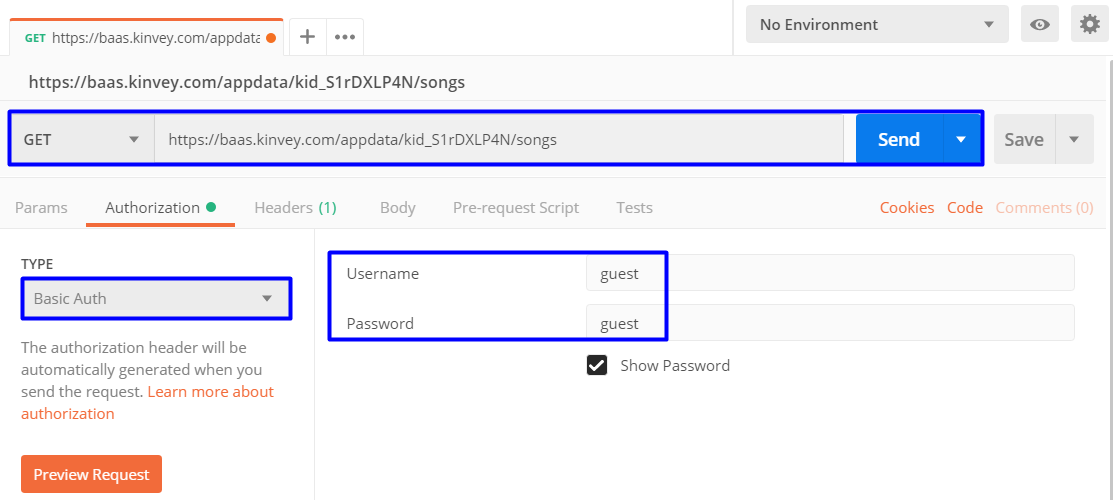 GET https://baas.kinvey.com/appdata
No Environment
https://baas.kinvey.com/appdata/kid_S1rDXLP4N/songs
GET https://baas.kinvey.com/appdata/kid_S1rDXLP4N/songs Send Save
Params Authorization Headers (1) Body Pre-request Script Tests Cookies Code Comments (0)
TYPE
Basic Auth
The authorization header will be
automatically generated when you
send the request. Learn more about
authorization
Preview Request
Username guest
Password guest
Show Password